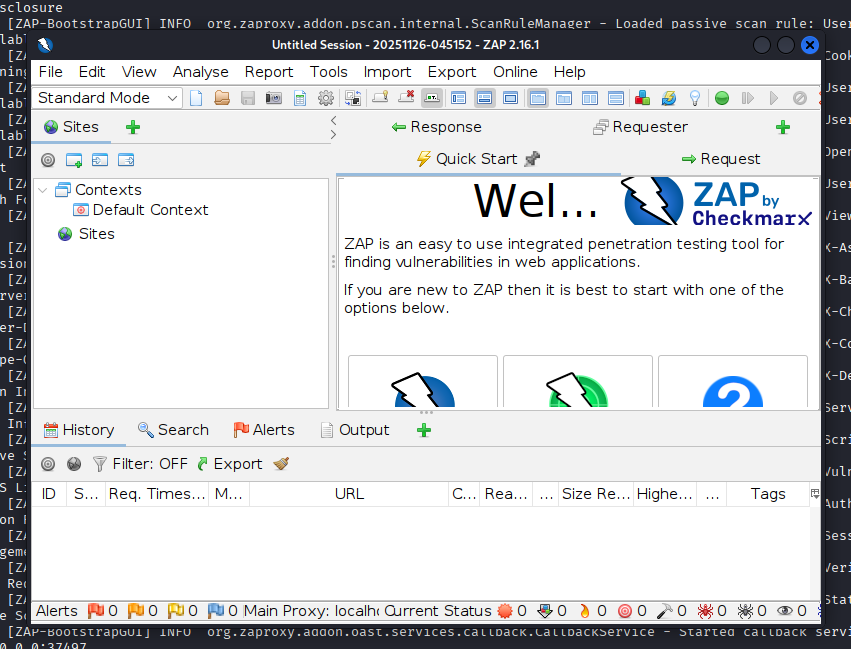 sclosure
[ZAP-BootstrapGUI] INFO  org.zaproxy.addon.pscan.internal.ScanRuleManager - Loaded passive scan rule: User
Untitled Session - 20251126-045152 - ZAP 2.16.1
File Edit View Analyse Report Tools Import Export Online Help
Standard Mode
Sites
Response
Requester
Quick Start
Request
Contexts
Default Context
Sites
Wel...
ZAP by
Checkmarx
ZAP is an easy to use integrated penetration testing tool for
finding vulnerabilities in web applications.
If you are new to ZAP then it is best to start with one of the
options below.
History Search Alerts Output
Filter: OFF Export
ID S... Req. Times... M... URL C... Rea... ... Size Re... Highe... ... Tags
Alerts 0 0 0 0 Main Proxy: localh Current Status 0 0 0 0 0 0 0 0
[ZAP-BootstrapGUI] INFO  org.zaproxy.addon.oast.services.callback.CallbackService - Started callback servi
0.0.0:37497